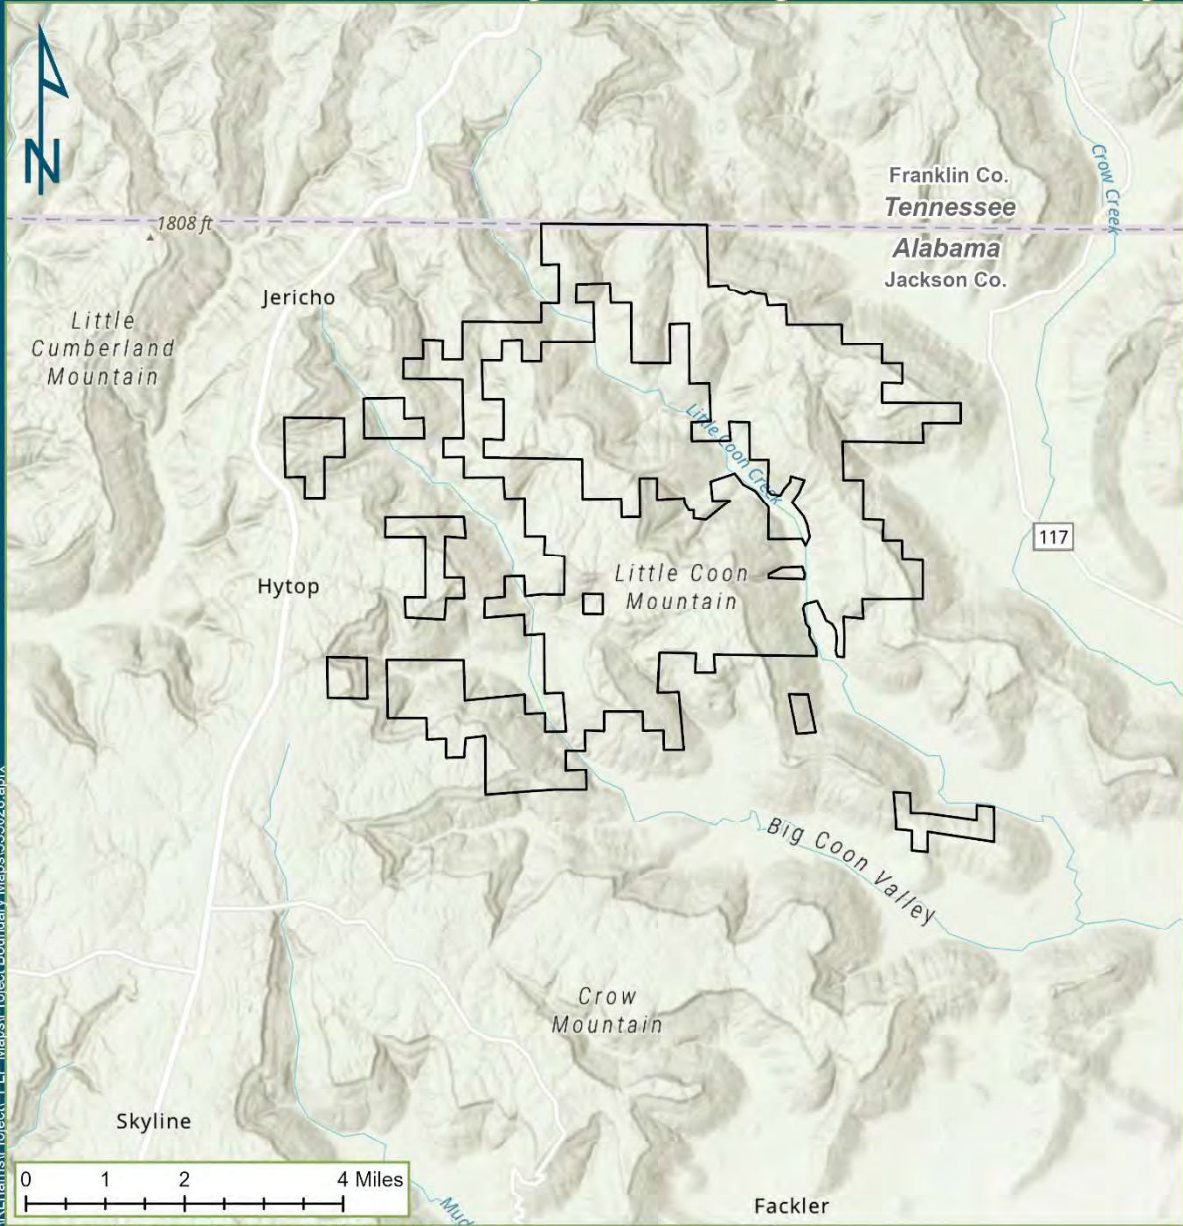 N
Franklin Co.
Tennessee
Alabama
Jackson Co.
Crow Creek
1808 ft
Jericho
Little
Cumberland
Mountain
Little Coon Creek
117
Hytop
Little Coon
Mountain
Big Coon Valley
Crow
Mountain
Skyline
0 1 2 4 Miles
Mud
Fackler